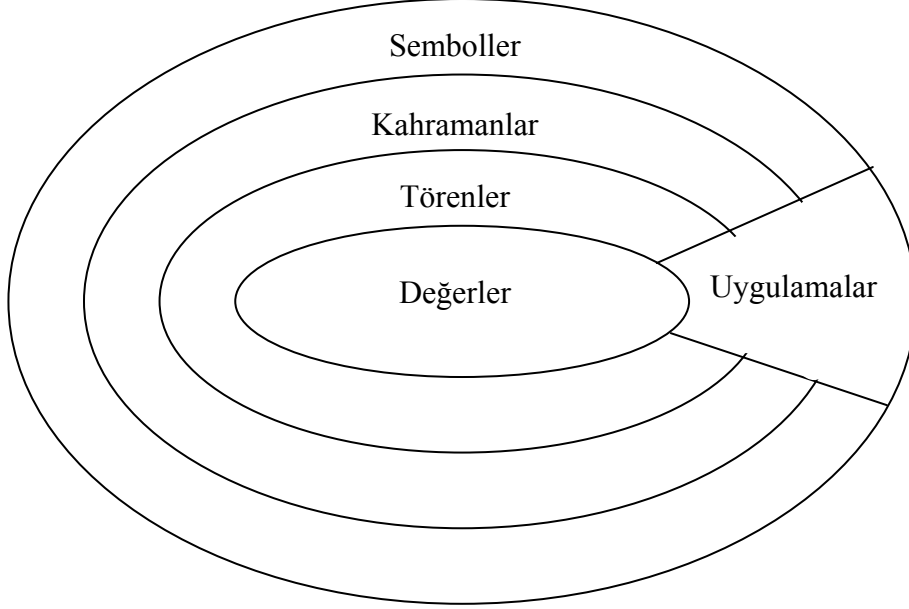 Semboller
Kahramanlar
Törenler
Değerler
Uygulamalar